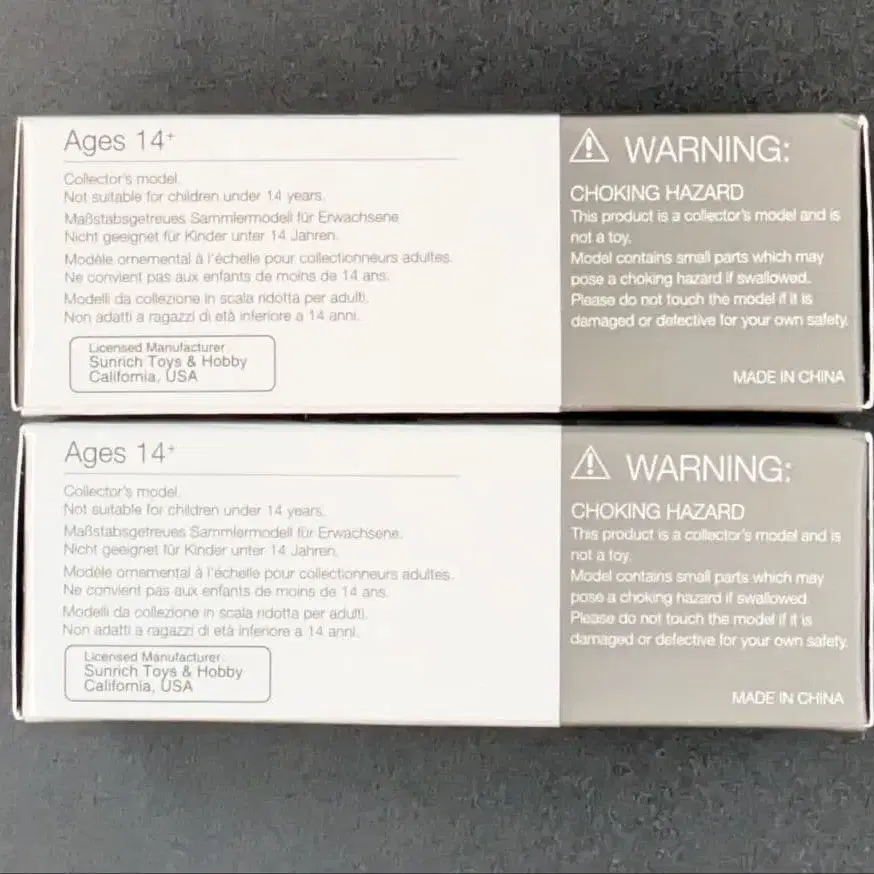 Ages 14+
Collector's model.
Not suitable for children under 14 years.
Maßstabsgetreues Sammlermodell für Erwachsene
Nicht geeignet für Kinder unter 14 Jahren.
Modèle ornemental à l'échelle pour collectionneurs adultes.
Ne convient pas aux enfants de moins de 14 ans.
Modelli da collezione in scala ridotta per adulti.
Non adatti a ragazzi di età inferiore a 14 anni.
Licensed Manufacturer
Sunrich Toys & Hobby
California, USA
WARNING:
CHOKING HAZARD
This product is a collector's model and is
not a toy.
Model contains small parts which may
pose a choking hazard if swallowed.
Please do not touch the model if it is
damaged or defective for your own safety.
MADE IN CHINA
Ages 14+
Collector's model.
Not suitable for children under 14 years.
Maßstabsgetreues Sammlermodell für Erwachsene.
Nicht geeignet für Kinder unter 14 Jahren.
Modèle ornemental à l'échelle pour collectionneurs adultes.
Ne convient pas aux enfants de moins de 14 ans.
Modelli da collezione in scala ridotta per adulti.
Non adatti a ragazzi di età inferiore a 14 anni.
Licensed Manufacturer
Sunrich Toys & Hobby
California, USA
WARNING:
CHOKING HAZARD
This product is a collector's model and is
not a toy.
Model contains small parts which may
pose a choking hazard if swallowed.
Please do not touch the model if it is
damaged or defective for your own safety.
MADE IN CHINA